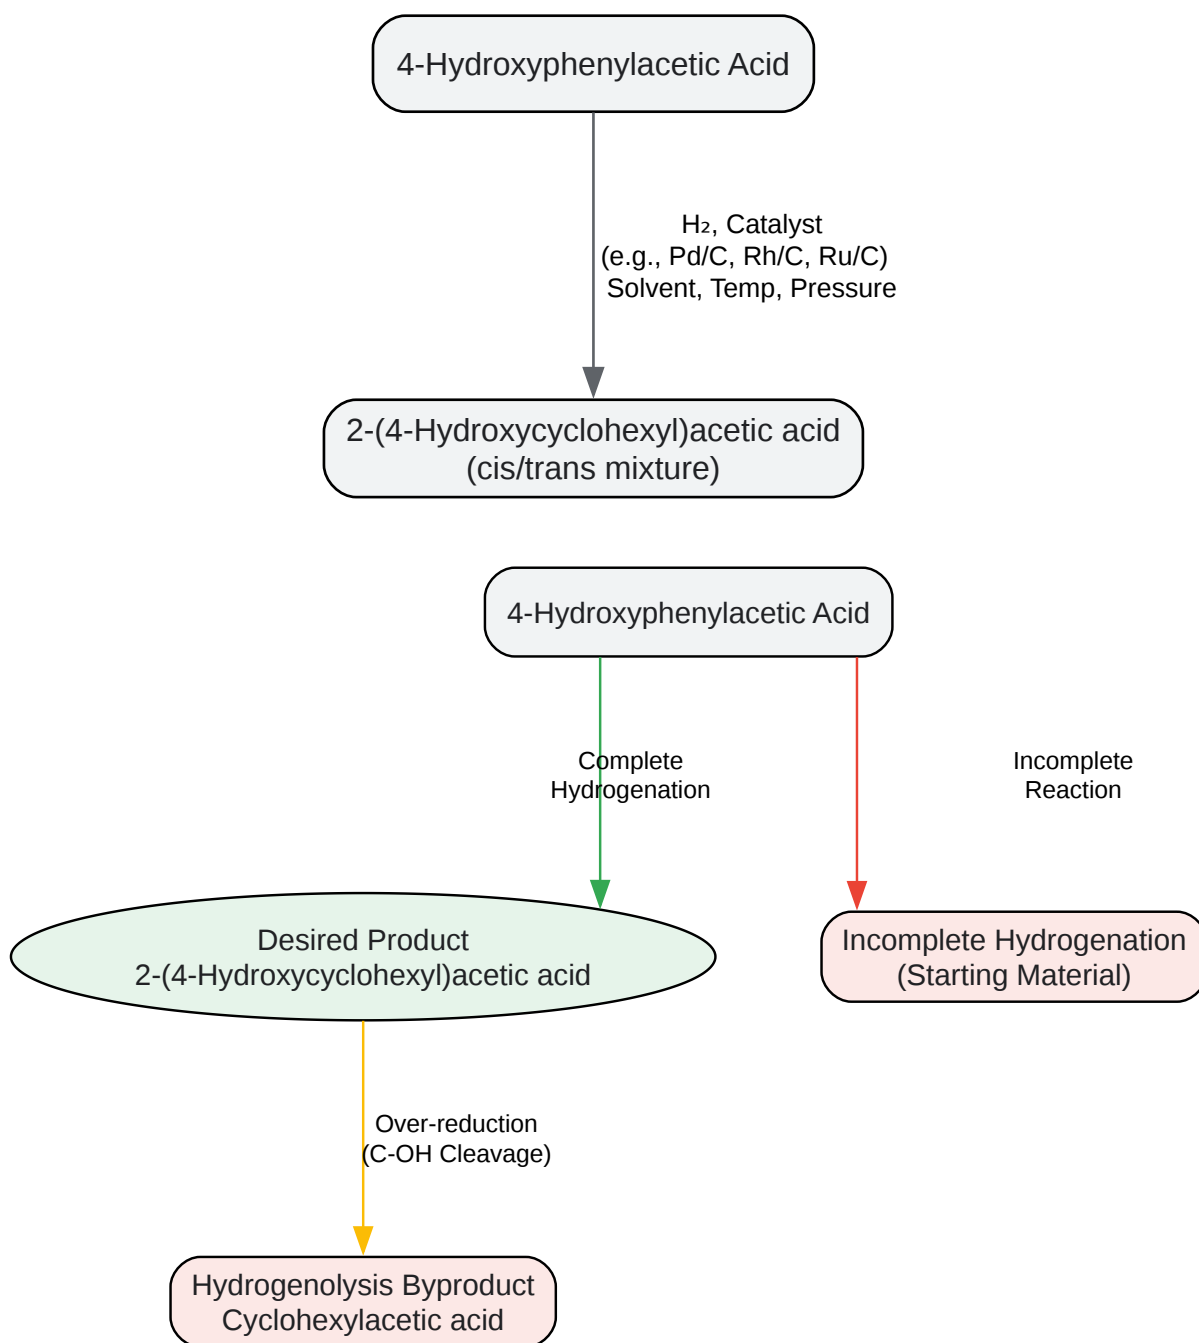 4-Hydroxyphenylacetic Acid
H₂, Catalyst
(e.g., Pd/C, Rh/C, Ru/C)
Solvent, Temp, Pressure
2-(4-Hydroxycyclohexyl)acetic acid
(cis/trans mixture)
4-Hydroxyphenylacetic Acid
Complete
Hydrogenation
Incomplete
Reaction
Desired Product
2-(4-Hydroxycyclohexyl)acetic acid
Incomplete Hydrogenation
(Starting Material)
Over-reduction
(C-OH Cleavage)
Hydrogenolysis Byproduct
Cyclohexylacetic acid